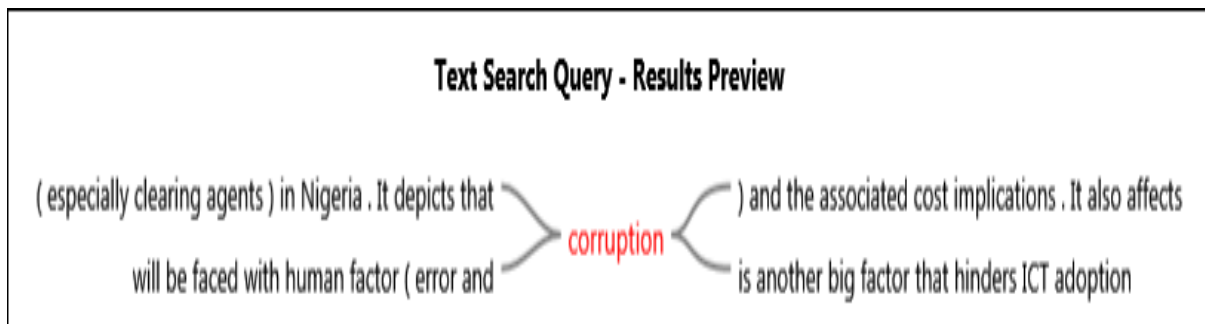 Text Search Query - Results Preview
( especially clearing agents ) in Nigeria . It depicts that
) and the associated cost implications . It also affects
corruption
will be faced with human factor ( error and
is another big factor that hinders ICT adoption